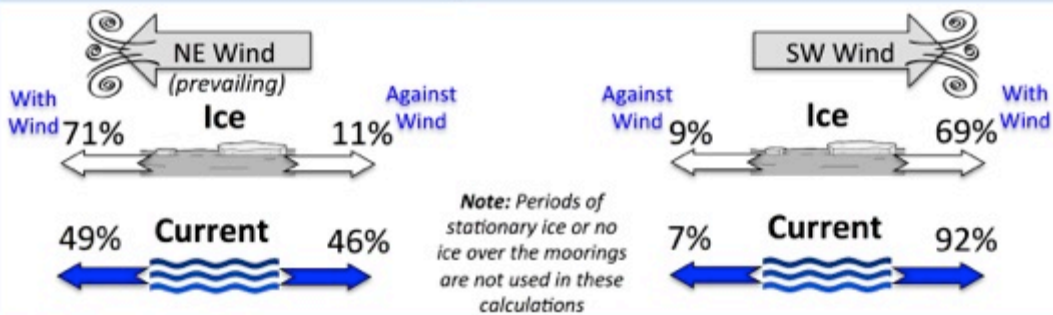 NE Wind
(prevailing)
With
Wind
71%
Ice
11%
Against
Wind
49%
Current
46%
Note: Periods of
stationary ice or no
ice over the moorings
are not used in these
calculations
SW Wind
Against
Wind
9%
Ice
69%
With
Wind
7%
Current
92%